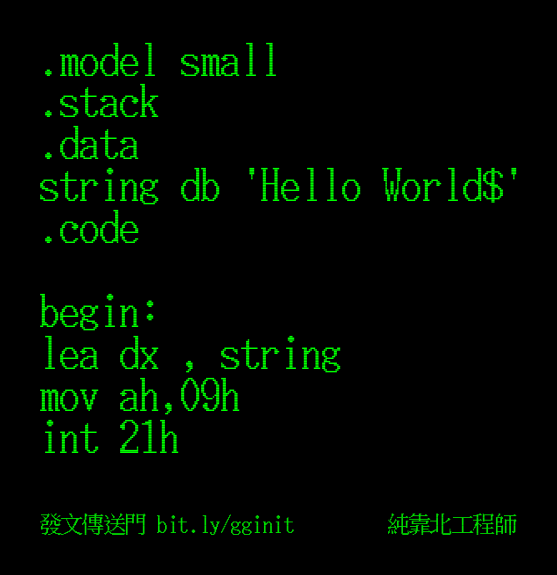 .model small
.stack
.data
string db 'Hello World$'
.code
begin:
lea dx , string
mov ah,09h
int 21h
發文傳送門 bit.ly/gginit 純靠北工程師